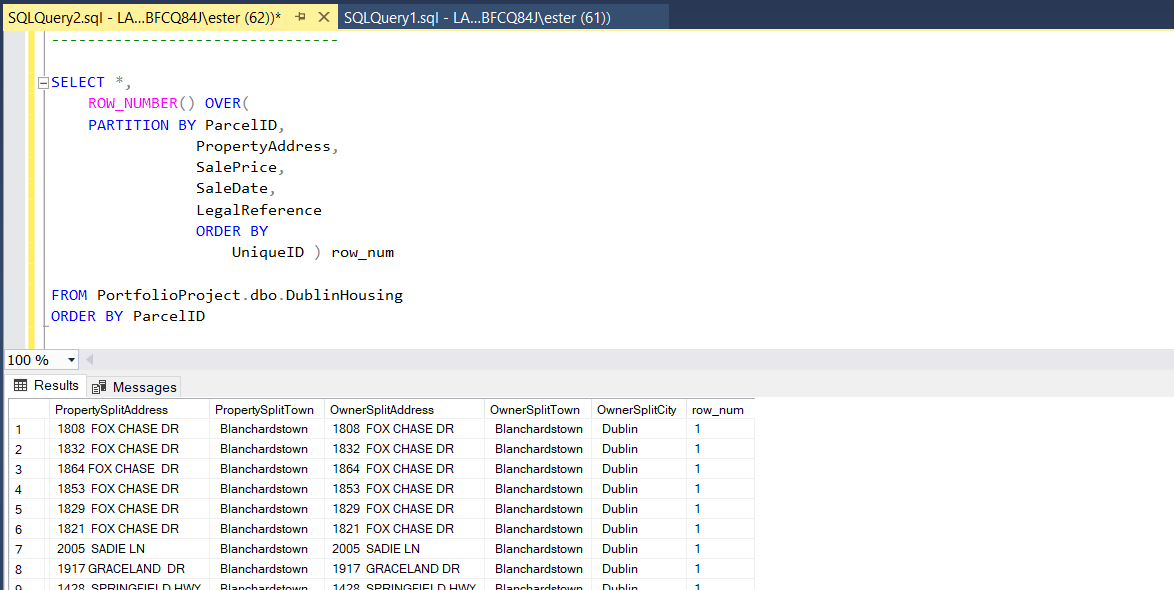 SQLQuery2.sql - LA...BFCQ84J\ester (62))* SQLQuery1.sql - LA...BFCQ84J\ester (61))
--------------------------------
SELECT *,
ROW_NUMBER() OVER(
PARTITION BY ParcelID,
PropertyAddress,
SalePrice,
SaleDate,
LegalReference
ORDER BY
UniqueID ) row_num
FROM PortfolioProject.dbo.DublinHousing
ORDER BY ParcelID
100 %
Results Messages
PropertySplitAddress PropertySplitTown OwnerSplitAddress OwnerSplitTown OwnerSplitCity row_num
1 1808 FOX CHASE DR Blanchardstown 1808 FOX CHASE DR Blanchardstown Dublin 1
2 1832 FOX CHASE DR Blanchardstown 1832 FOX CHASE DR Blanchardstown Dublin 1
3 1864 FOX CHASE DR Blanchardstown 1864 FOX CHASE DR Blanchardstown Dublin 1
4 1853 FOX CHASE DR Blanchardstown 1853 FOX CHASE DR Blanchardstown Dublin 1
5 1829 FOX CHASE DR Blanchardstown 1829 FOX CHASE DR Blanchardstown Dublin 1
6 1821 FOX CHASE DR Blanchardstown 1821 FOX CHASE DR Blanchardstown Dublin 1
7 2005 SADIE LN Blanchardstown 2005 SADIE LN Blanchardstown Dublin 1
8 1917 GRACELAND DR Blanchardstown 1917 GRACELAND DR Blanchardstown Dublin 1
9 1428 SPRINGFIELD HWY Blanchardstown 1428 SPRINGFIELD HWY Blanchardstown Dublin 1